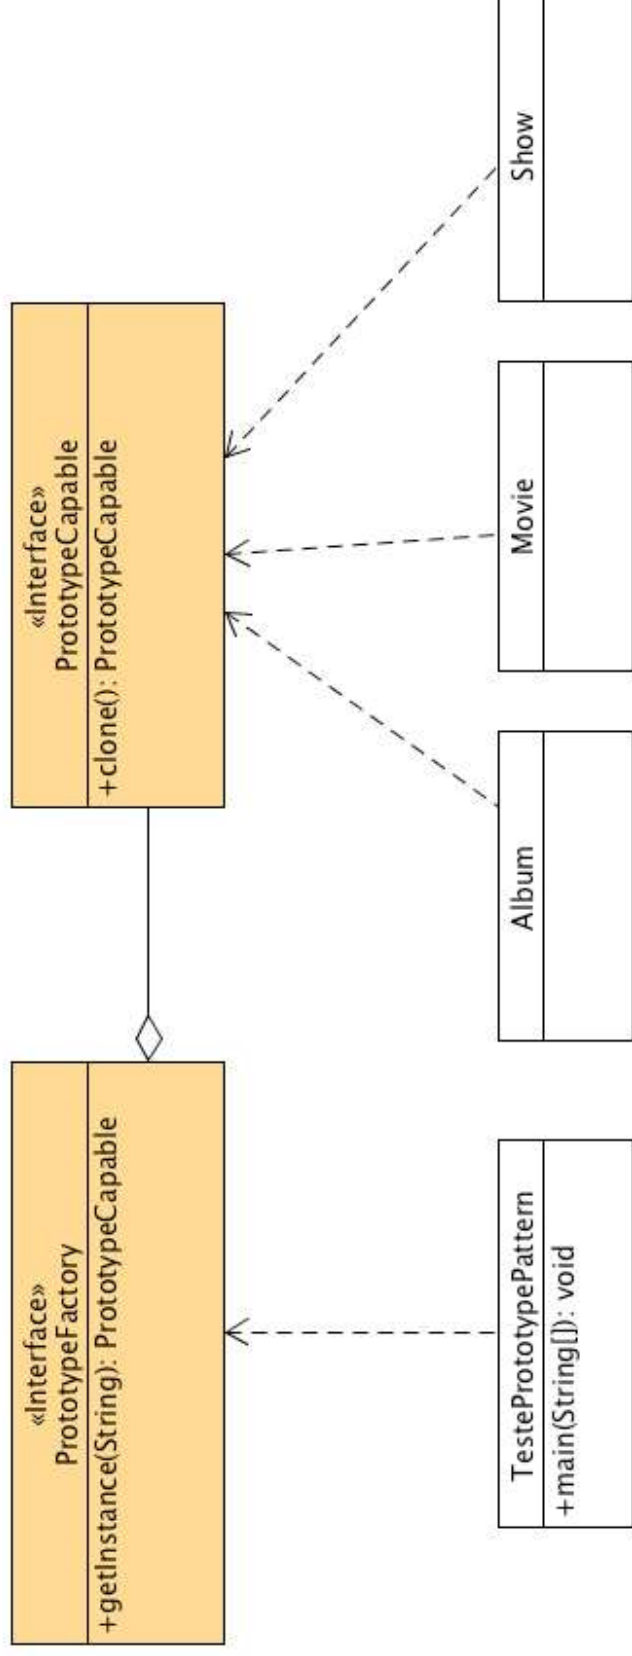 «Interface»
PrototypeFactory
+getInstance(String): PrototypeCapable
«Interface»
PrototypeCapable
+clone(): PrototypeCapable
TestePrototypePattern
+main(String[]): void
Album
Movie
Show